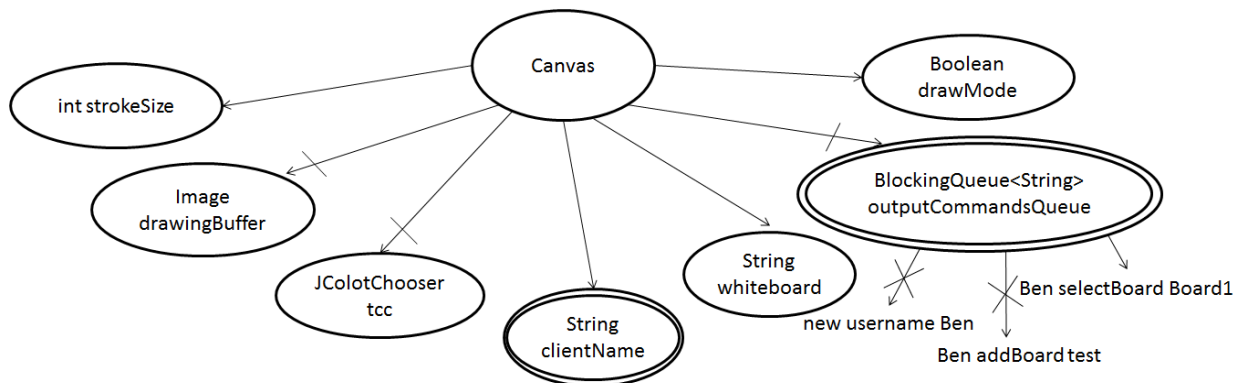 Canvas
Boolean
drawMode
int strokeSize
Image
drawingBuffer
JColotChooser
tcc
String
clientName
String
whiteboard
BlockingQueue<String>
outputCommandsQueue
Ben selectBoard Board1
new username Ben
Ben addBoard test